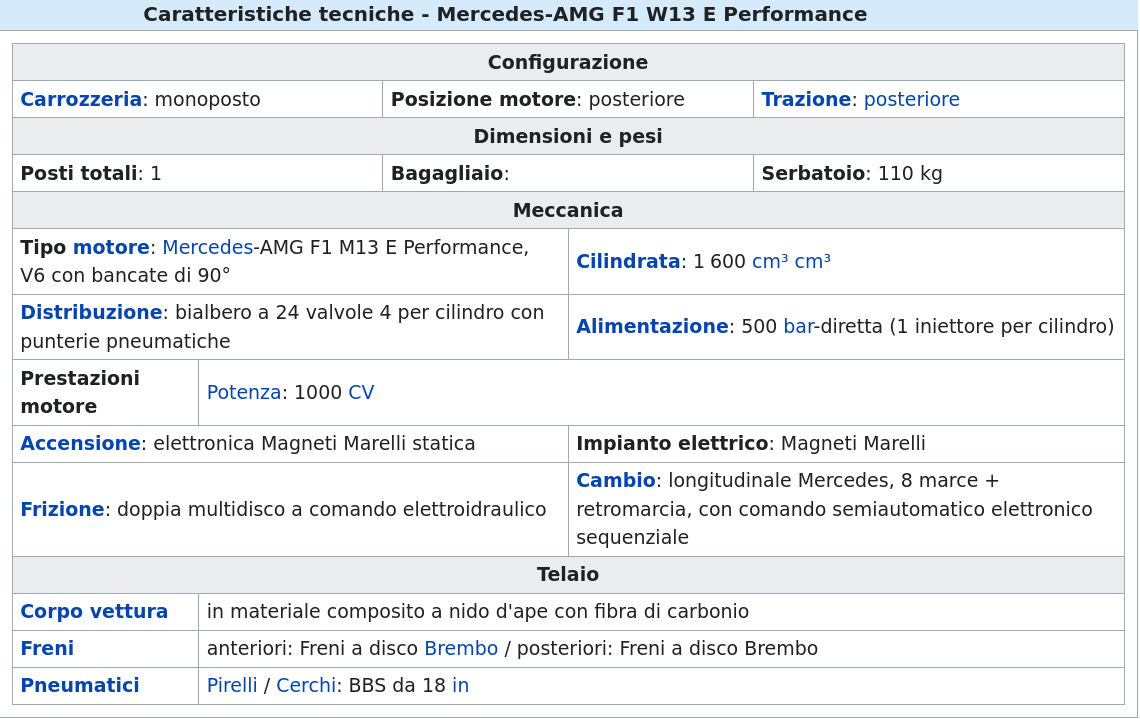 Caratteristiche tecniche - Mercedes-AMG F1 W13 E Performance
Configurazione
Carrozzeria: monoposto
Posizione motore: posteriore
Trazione: posteriore
Dimensioni e pesi
Posti totali: 1
Bagagliaio:
Serbatoio: 110 kg
Meccanica
Tipo motore: Mercedes-AMG F1 M13 E Performance,
V6 con bancate di 90°
Cilindrata: 1 600 cm³ cm³
Distribuzione: bialbero a 24 valvole 4 per cilindro con
punterie pneumatiche
Alimentazione: 500 bar-diretta (1 iniettore per cilindro)
Prestazioni
motore
Potenza: 1000 CV
Accensione: elettronica Magneti Marelli statica
Impianto elettrico: Magneti Marelli
Frizione: doppia multidisco a comando elettroidraulico
Cambio: longitudinale Mercedes, 8 marce +
retromarcia, con comando semiautomatico elettronico
sequenziale
Telaio
Corpo vettura
in materiale composito a nido d'ape con fibra di carbonio
Freni
anteriori: Freni a disco Brembo / posteriori: Freni a disco Brembo
Pneumatici
Pirelli / Cerchi: BBS da 18 in